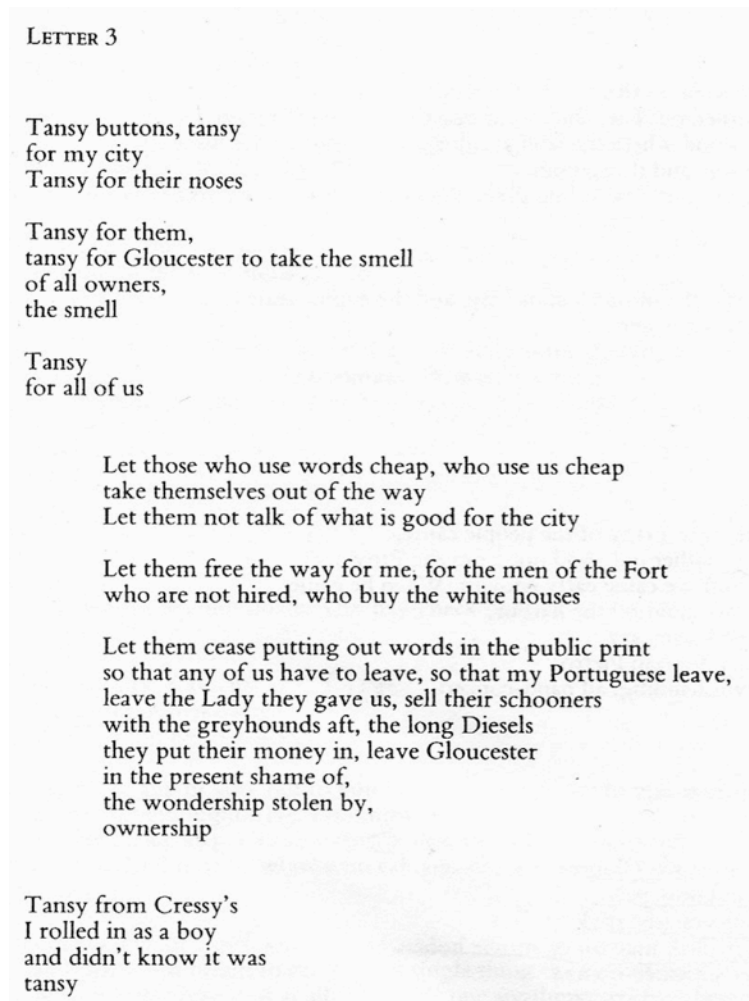 LETTER 3
Tansy buttons, tansy
for my city
Tansy for their noses
Tansy for them,
tansy for Gloucester to take the smell
of all owners,
the smell
Tansy
for all of us
Let those who use words cheap, who use us cheap
take themselves out of the way
Let them not talk of what is good for the city
Let them free the way for me, for the men of the Fort
who are not hired, who buy the white houses
Let them cease putting out words in the public print
so that any of us have to leave, so that my Portuguese leave,
leave the Lady they gave us, sell their schooners
with the greyhounds aft, the long Diesels
they put their money in, leave Gloucester
in the present shame of,
the wondership stolen by,
ownership
Tansy from Cressy's
I rolled in as a boy
and didn't know it was
tansy